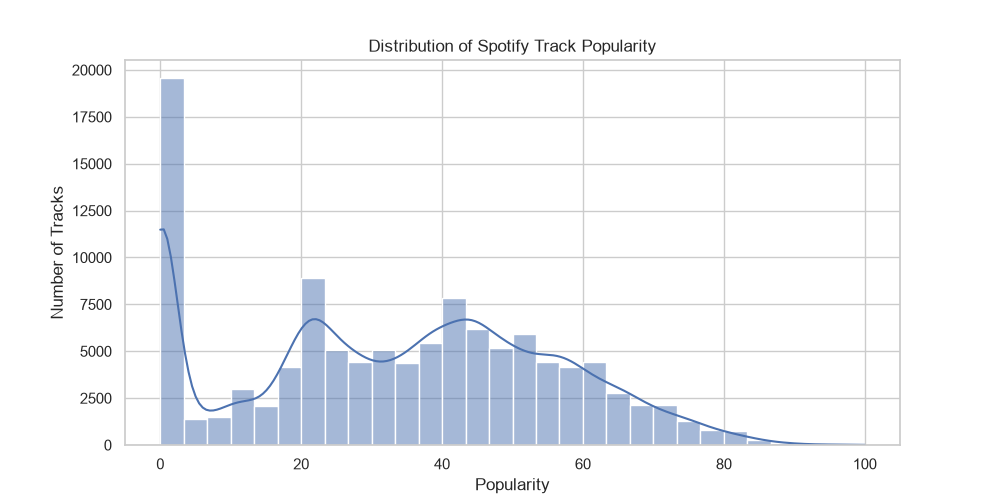 Distribution of Spotify Track Popularity
20000
17500
15000
12500
10000
7500
5000
2500
0
Number of Tracks
0 20 40 60 80 100
Popularity